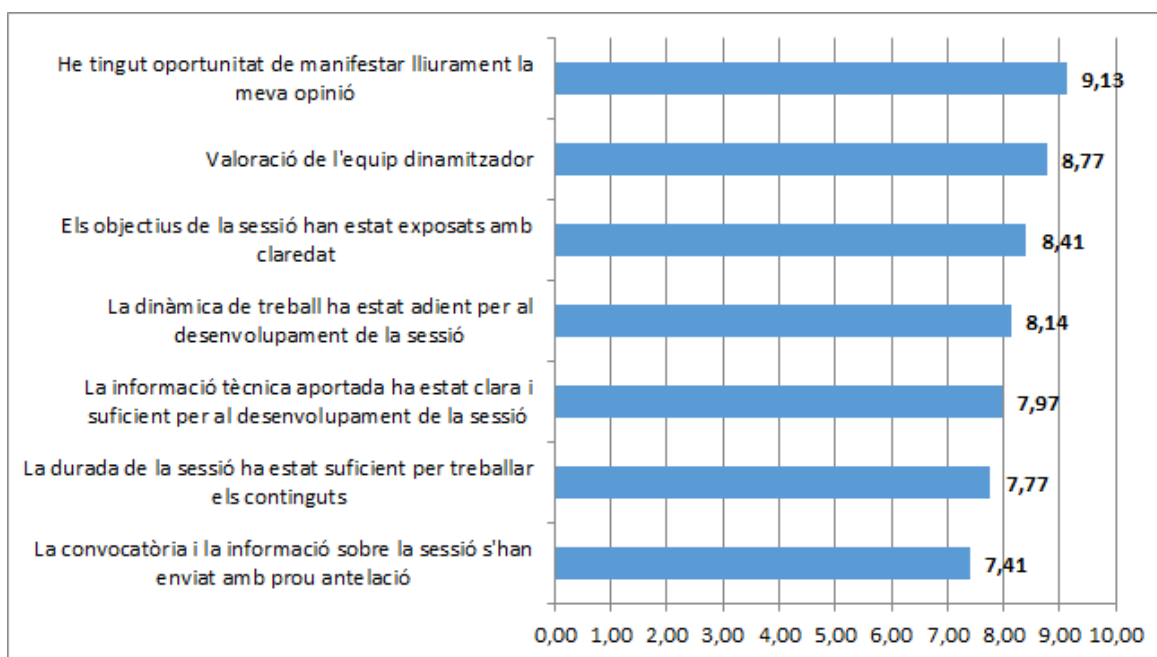 He tingut oportunitat de manifestar lliurament la
meva opinió
9,13
Valoració de l'equip dinamitzador
8,77
Els objectius de la sessió han estat exposats amb
claredat
8,41
La dinàmica de treball ha estat adient per al
desenvolupament de la sessió
8,14
La informació tècnica aportada ha estat clara i
suficient per al desenvolupament de la sessió
7,97
La durada de la sessió ha estat suficient per treballar
els continguts
7,77
La convocatòria i la informació sobre la sessió s'han
enviat amb prou antelació
7,41
0,00 1,00 2,00 3,00 4,00 5,00 6,00 7,00 8,00 9,00 10,00